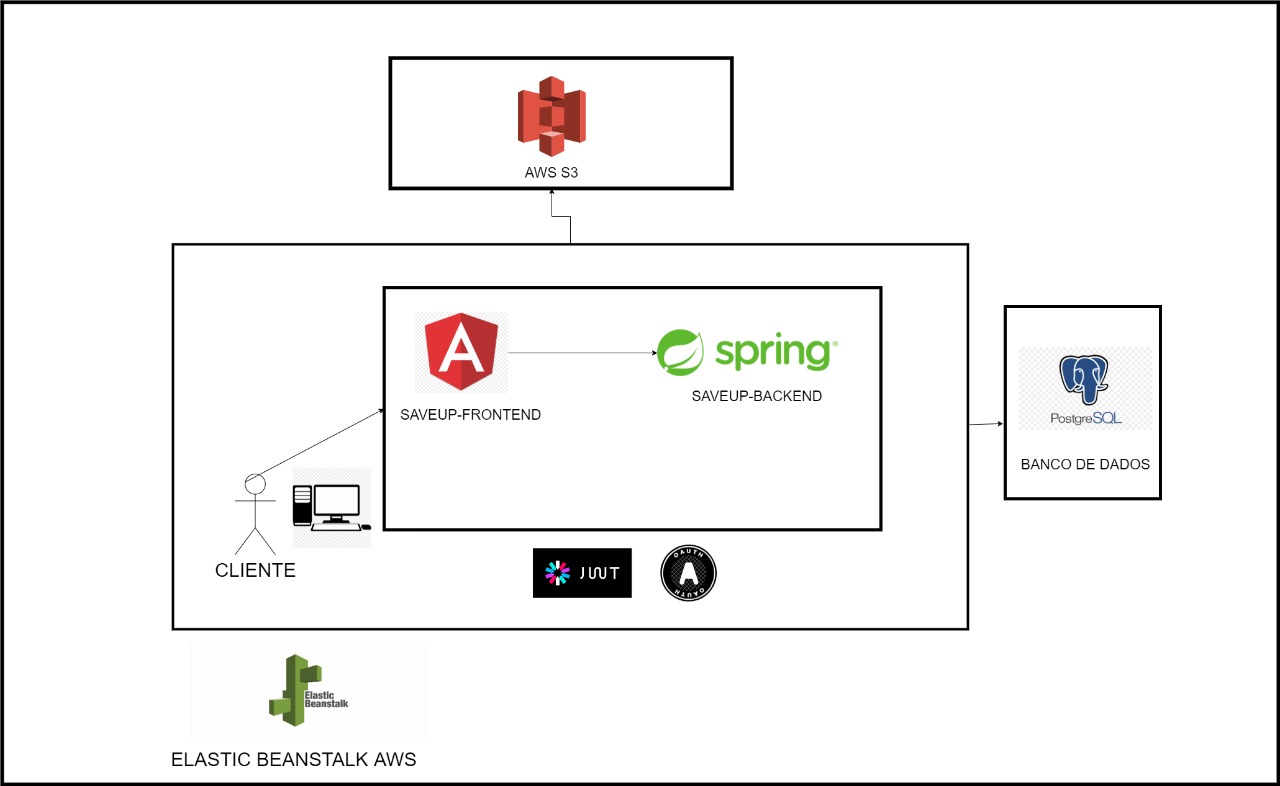 AWS S3
spring®
SAVEUP-FRONTEND
SAVEUP-BACKEND
PostgreSQL
BANCO DE DADOS
CLIENTE
JWT
OAUTH
A
OAUTH
Elastic
Beanstalk
ELASTIC BEANSTALK AWS